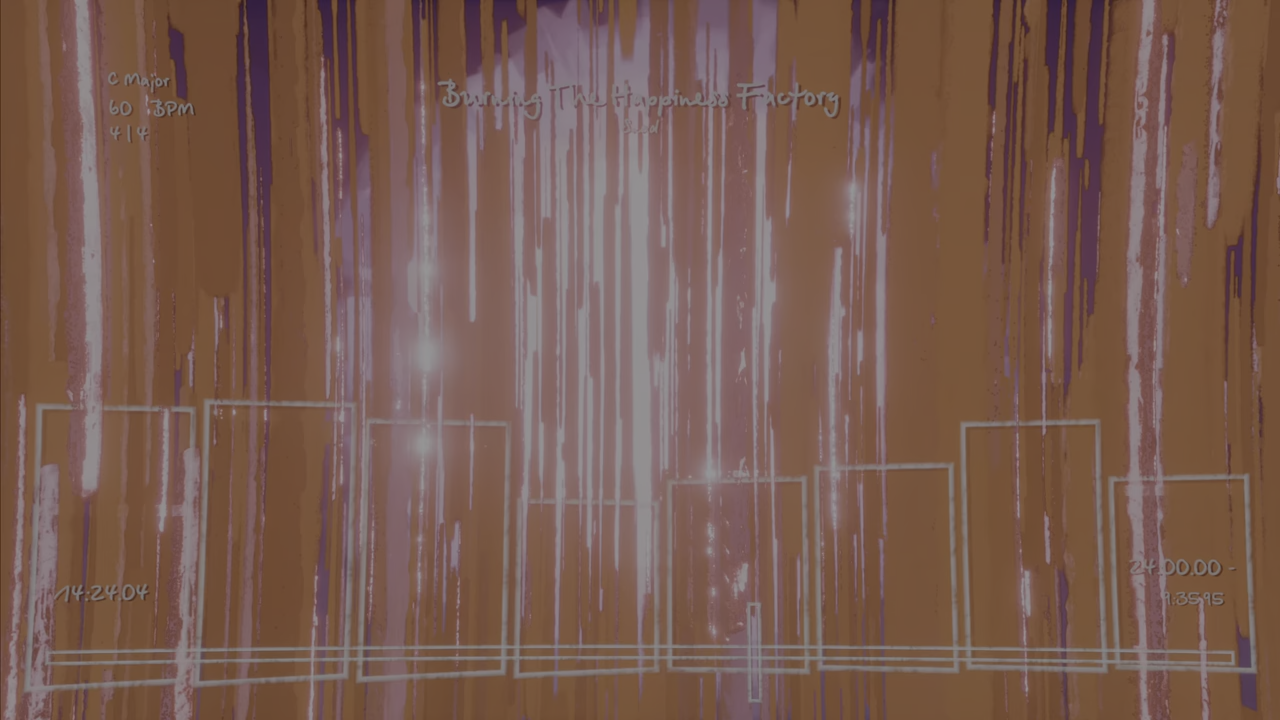 C Major
60 BPM
4|4
Burning The Happiness Factory
14:24.04
24.00.00 -
9:35.95